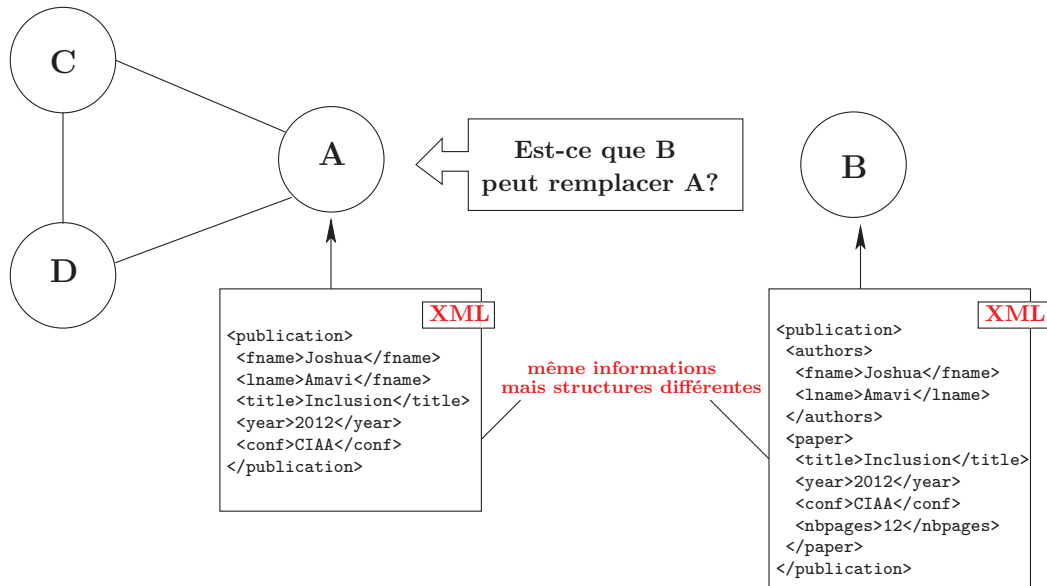 C
A
Est-ce que B
peut remplacer A?
B
D
XML
<publication>
<fname>Joshua</fname>
<lname>Amavi</fname>
<title>Inclusion</title>
<year>2012</year>
<conf>CIAA</conf>
</publication>
même informations
mais structures différentes
XML
<publication>
<authors>
<fname>Joshua</fname>
<lname>Amavi</lname>
</authors>
<paper>
<title>Inclusion</title>
<year>2012</year>
<conf>CIAA</conf>
<nbpages>12</nbpages>
</paper>
</publication>